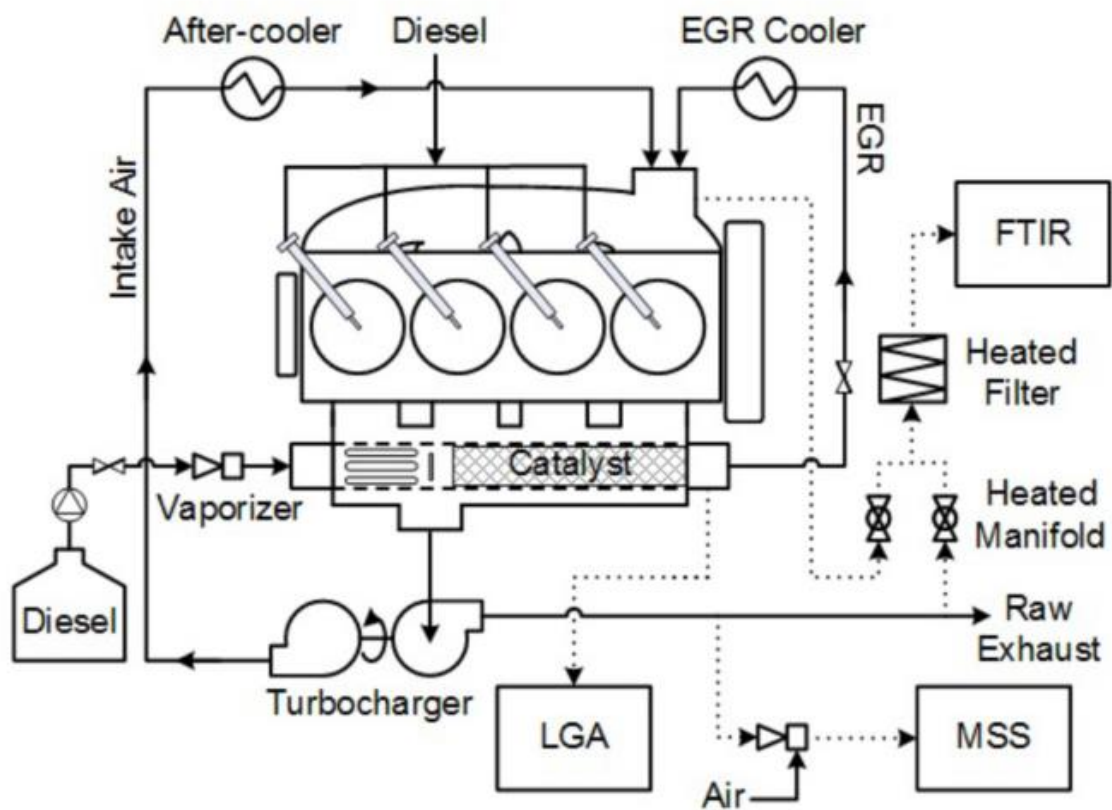 After-cooler
Diesel
EGR Cooler
Intake Air
EGR
FTIR
Heated
Filter
Catalyst
Vaporizer
Heated
Manifold
Diesel
Raw
Exhaust
Turbocharger
LGA
MSS
Air